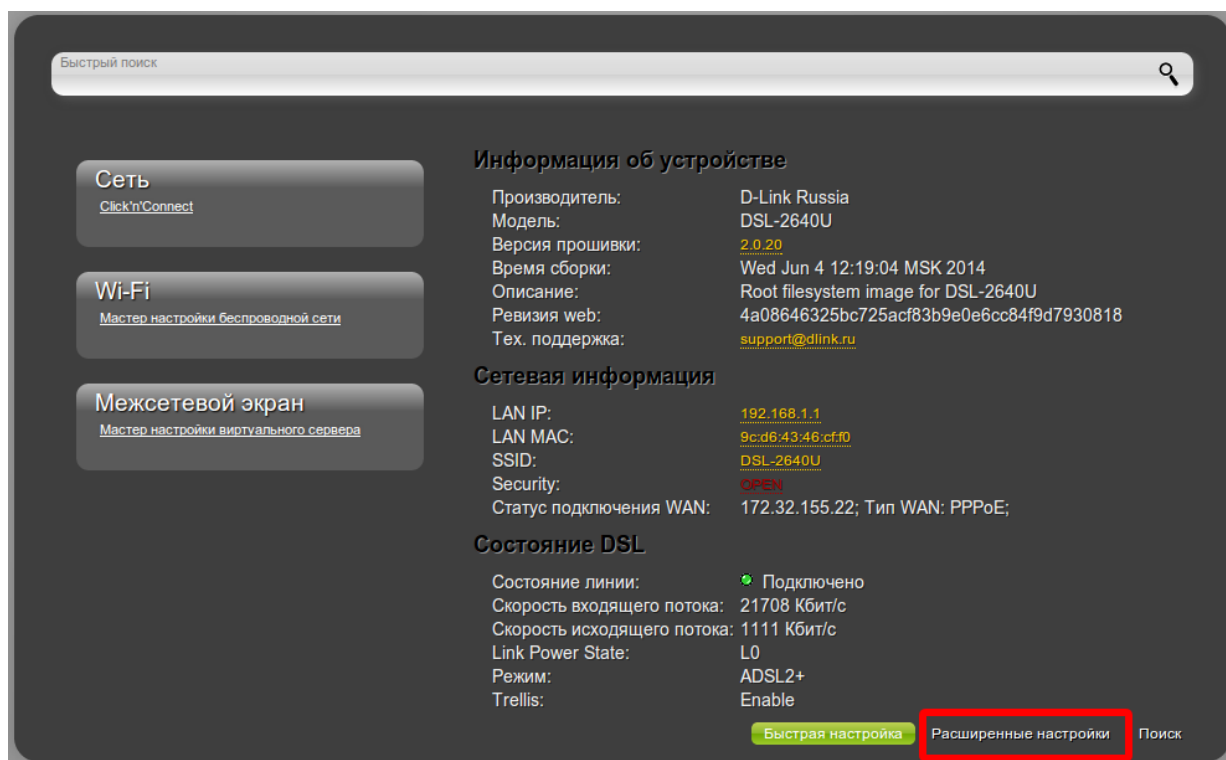 Быстрый поиск
Сеть
Click'n'Connect
Wi-Fi
Мастер настройки беспроводной сети
Межсетевой экран
Мастер настройки виртуального сервера
Информация об устройстве
Производитель: D-Link Russia
Модель: DSL-2640U
Версия прошивки: 2.0.20
Время сборки: Wed Jun 4 12:19:04 MSK 2014
Описание: Root filesystem image for DSL-2640U
Ревизия web: 4a08646325bc725acf83b9e0e6cc84f9d7930818
Тех. поддержка: support@dlink.ru
Сетевая информация
LAN IP: 192.168.1.1
LAN MAC: 9c:d6:43:46:cf:f0
SSID: DSL-2640U
Security: OPEN
Статус подключения WAN: 172.32.155.22; Тип WAN: PPPoE;
Состояние DSL
Состояние линии: Подключено
Скорость входящего потока: 21708 Кбит/с
Скорость исходящего потока: 1111 Кбит/с
Link Power State: L0
Режим: ADSL2+
Trellis: Enable
Быстрая настройка Расширенные настройки Поиск